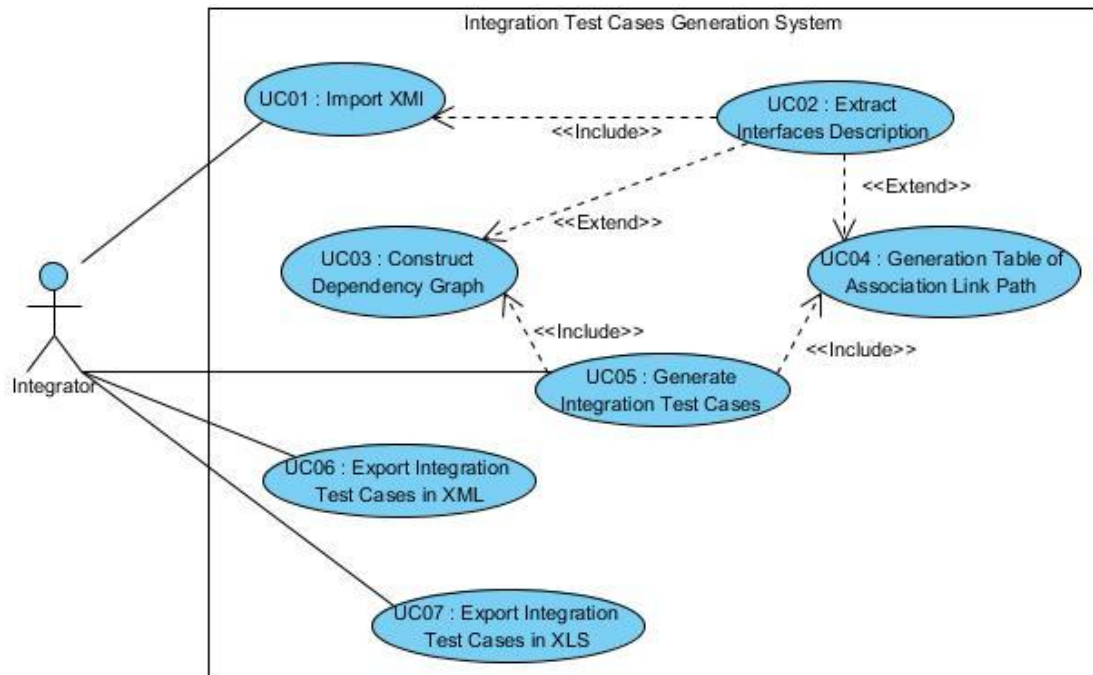 Integration Test Cases Generation System
UC01 : Import XMI
UC02 : Extract
Interfaces Description
<<Include>>
<<Extend>>
<<Extend>>
UC03 : Construct
Dependency Graph
UC04 : Generation Table of
Association Link Path
<<Include>>
<<Include>>
Integrator
UC05 : Generate
Integration Test Cases
UC06 : Export Integration
Test Cases in XML
UC07 : Export Integration
Test Cases in XLS